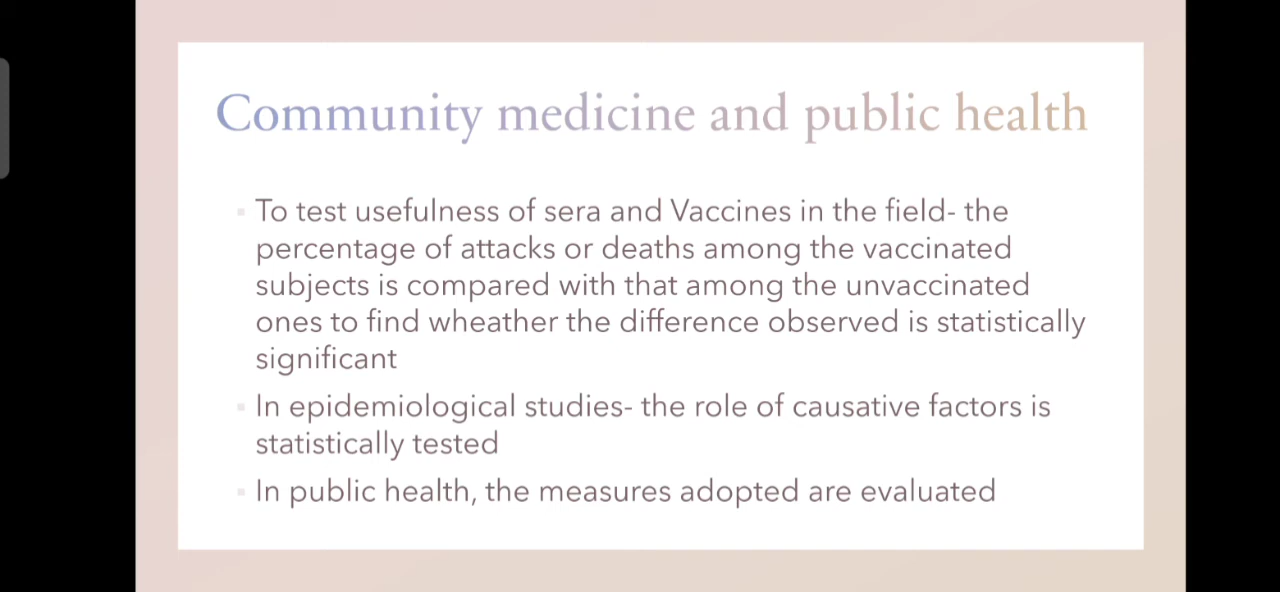 Community medicine and public health
To test usefulness of sera and Vaccines in the field- the
percentage of attacks or deaths among the vaccinated
subjects is compared with that among the unvaccinated
ones to find wheather the difference observed is statistically
significant
In epidemiological studies- the role of causative factors is
statistically tested
In public health, the measures adopted are evaluated